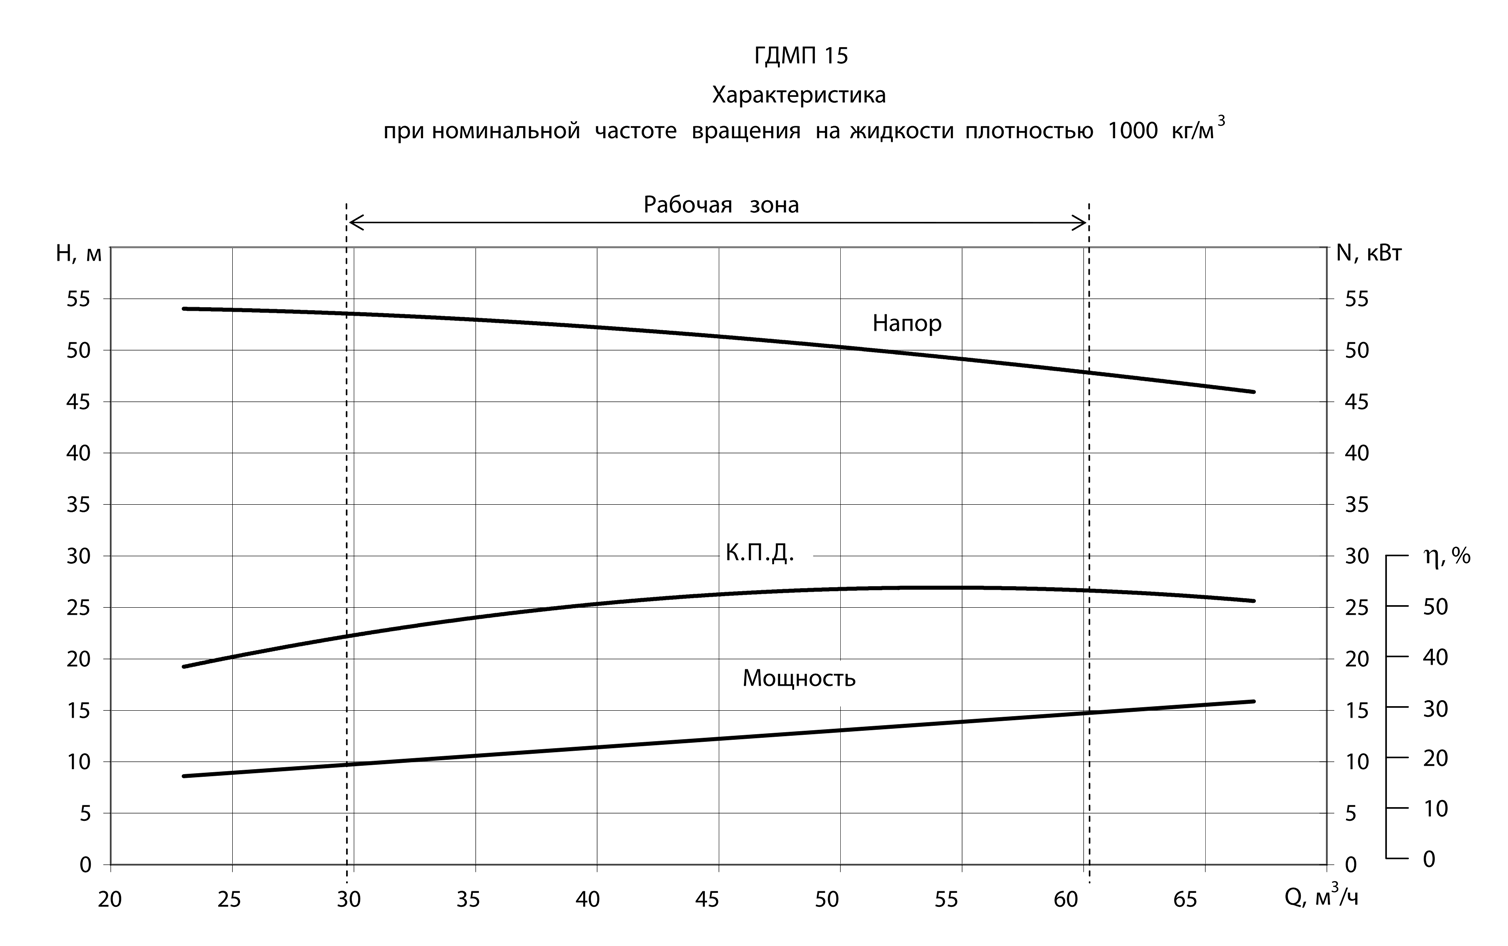 ГДМП 15
Характеристика
при номинальной частоте вращения на жидкости плотностью 1000 кг/м³
Рабочая зона
H, м
N, кВт
55
55
Напор
50
50
45
45
40
40
35
35
К.П.Д.
30
30
η, %
25
25
50
20
20
40
Мощность
15
15
30
10
10
20
5
5
10
0
0
0
20 25 30 35 40 45 50 55 60 65 Q, м³/ч